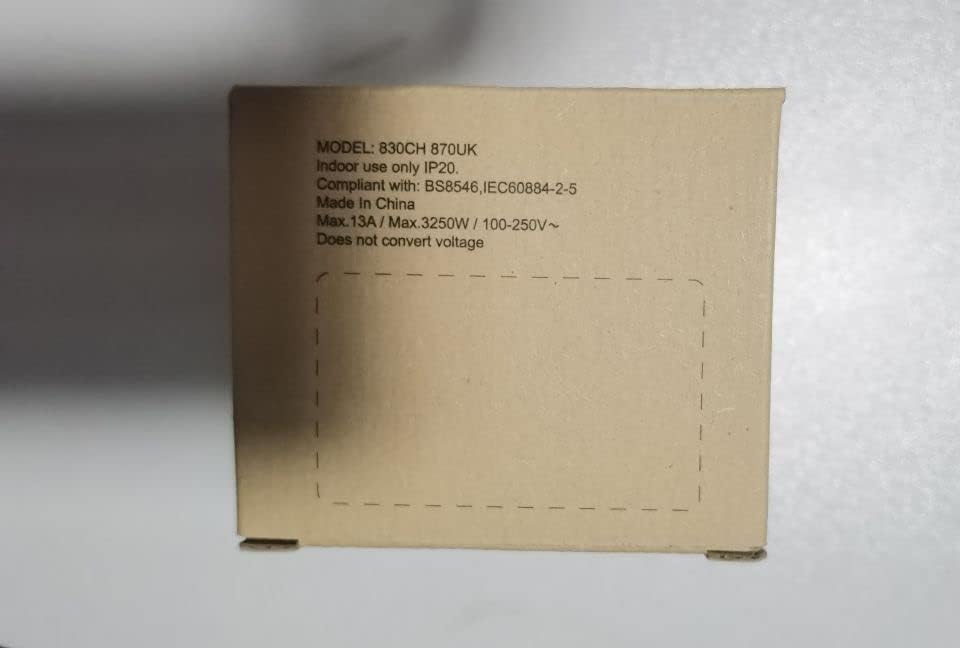 MODEL: 830CH 870UK
Indoor use only IP20.
Compliant with: BS8546,IEC60884-2-5
Made In China
Max.13A / Max.3250W / 100-250V~
Does not convert voltage